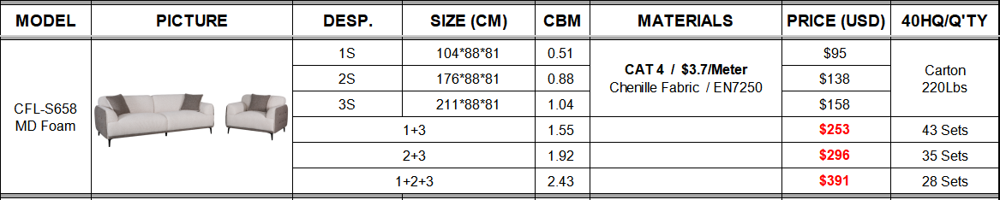 MODEL PICTURE DESP. SIZE (CM) CBM MATERIALS PRICE (USD) 40HQ/Q'TY
CFL-S658
MD Foam
1S 104*88*81 0.51 $95
2S 176*88*81 0.88 $138
3S 211*88*81 1.04 $158
CAT 4 / $3.7/Meter
Chenille Fabric / EN7250
Carton
220Lbs
1+3 1.55 $253 43 Sets
2+3 1.92 $296 35 Sets
1+2+3 2.43 $391 28 Sets